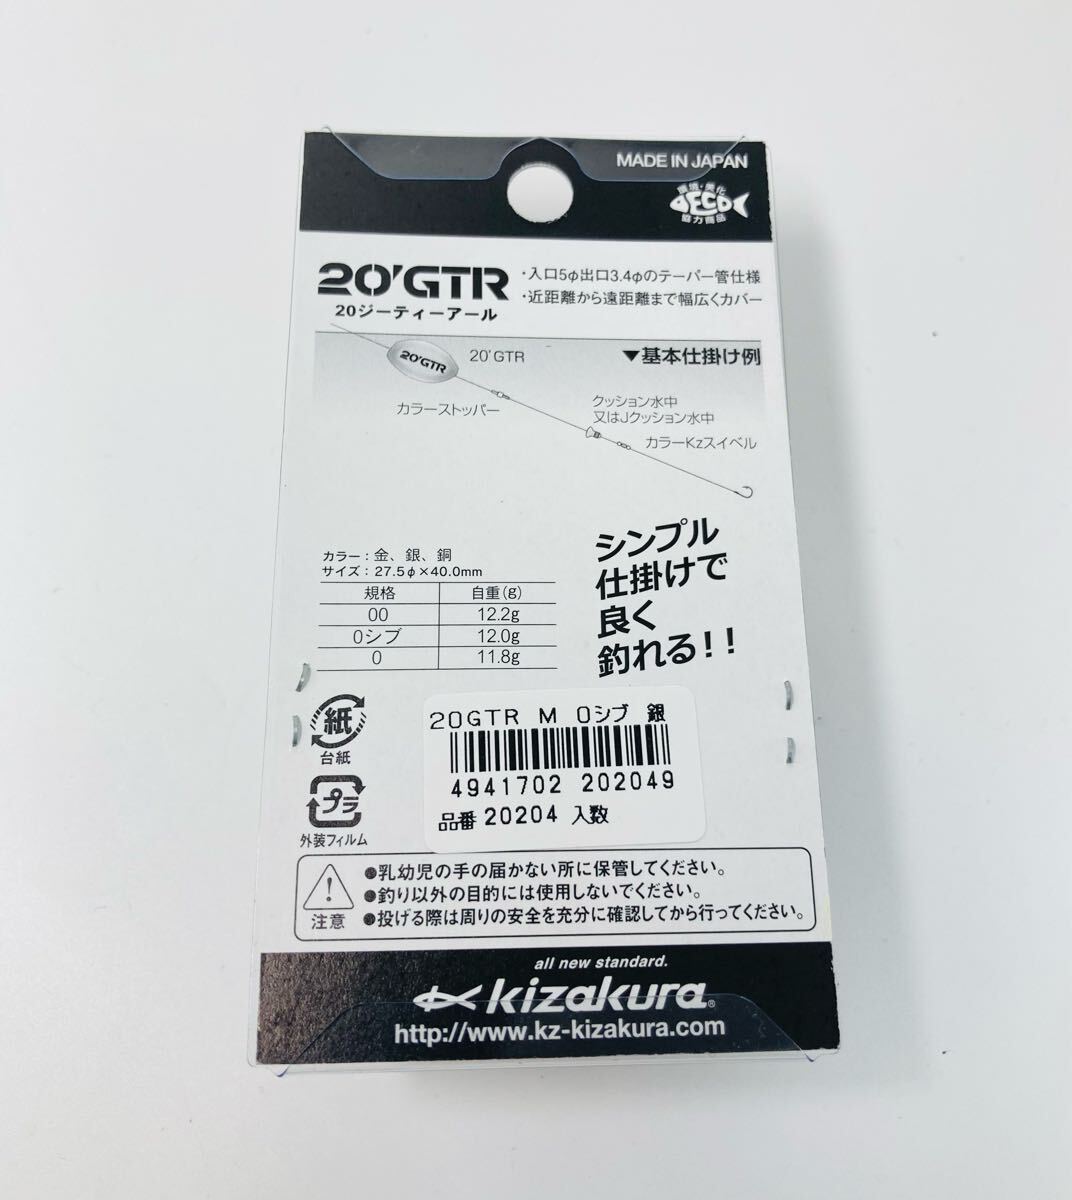 MADE IN JAPAN
環境・美化
ECO
協力商品
20'GTR
20ジーティーアール
・入口5φ出口3.4φのテーパー管仕様
・近距離から遠距離まで幅広くカバー
▼基本仕掛け例
20'GTR
20'GTR
カラーストッパー
クッション水中
又はJクッション水中
カラーKzスイベル
シンプル
仕掛けで
良く
釣れる!!
カラー：金、銀、銅
サイズ：27.5φ×40.0mm
規格 自重(g)
00 12.2g
0シブ 12.0g
0 11.8g
紙
台紙
プラ
外装フィルム
20GTR M 0シブ 銀
4941702 202049
品番 20204 入数
注意
●乳幼児の手の届かない所に保管してください。
●釣り以外の目的には使用しないでください。
●投げる際は周りの安全を充分に確認してから行ってください。
all new standard.
kizakura®
http://www.kz-kizakura.com